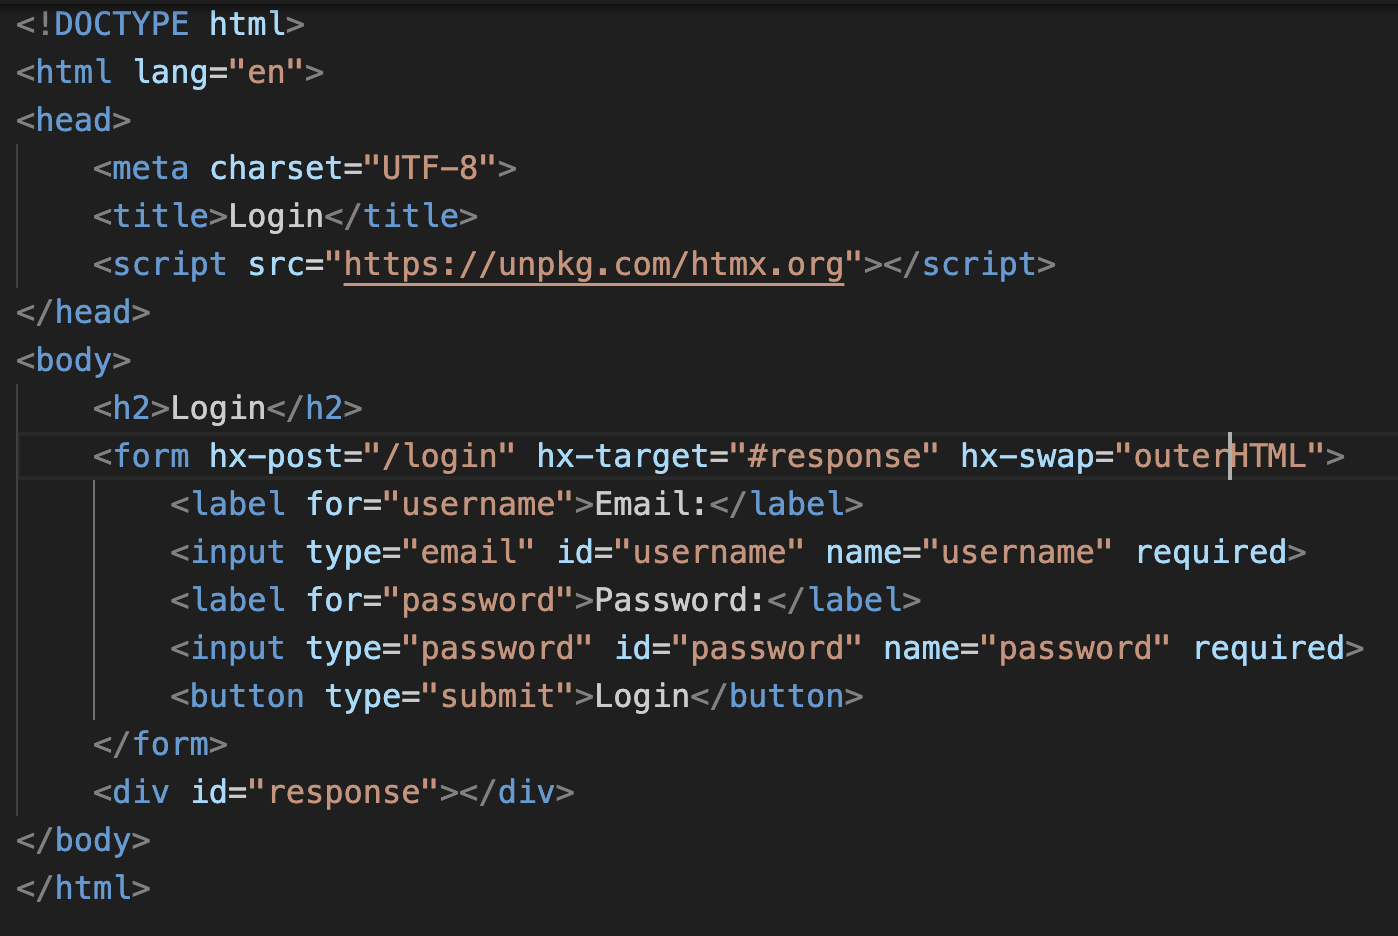 <!DOCTYPE html>
<html lang="en">
<head>
    <meta charset="UTF-8">
    <title>Login</title>
    <script src="https://unpkg.com/htmx.org"></script>
</head>
<body>
    <h2>Login</h2>
    <form hx-post="/login" hx-target="#response" hx-swap="outerHTML">
        <label for="username">Email:</label>
        <input type="email" id="username" name="username" required>
        <label for="password">Password:</label>
        <input type="password" id="password" name="password" required>
        <button type="submit">Login</button>
    </form>
    <div id="response"></div>
</body>
</html>